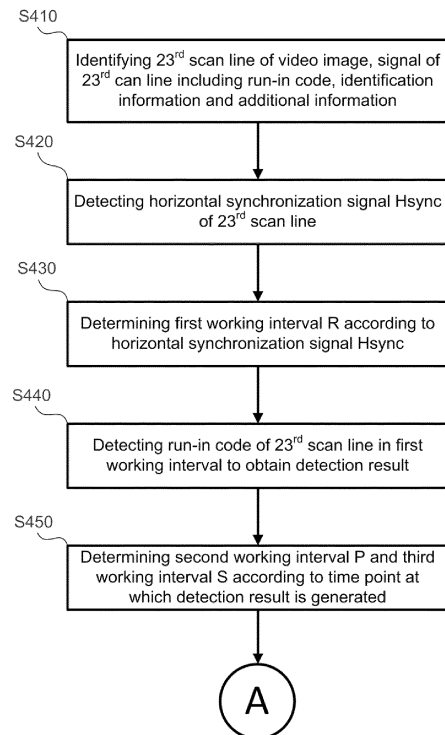 S410
Identifying 23rd scan line of video image, signal of
23rd can line including run-in code, identification
information and additional information
S420
Detecting horizontal synchronization signal Hsync
of 23rd scan line
S430
Determining first working interval R according to
horizontal synchronization signal Hsync
S440
Detecting run-in code of 23rd scan line in first
working interval to obtain detection result
S450
Determining second working interval P and third
working interval S according to time point at
which detection result is generated
A